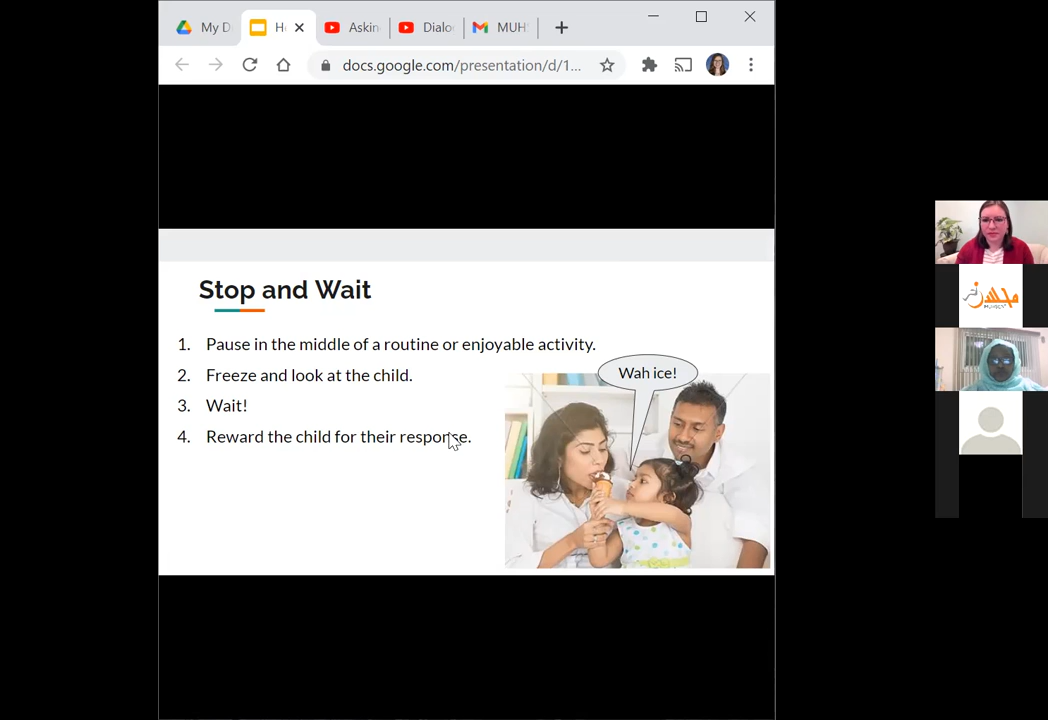 My D
H
Askin
Dialo
MUHS
docs.google.com/presentation/d/1...
Stop and Wait
1. Pause in the middle of a routine or enjoyable activity.
2. Freeze and look at the child.
3. Wait!
4. Reward the child for their response.
Wah ice!